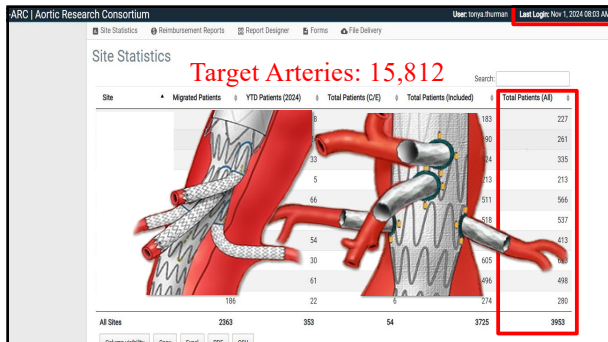 -ARC | Aortic Research Consortium User: tonya.thurman Last Login: Nov 1, 2024 08:03 AM
Site Statistics Reimbursement Reports Report Designer Forms File Delivery
Site Statistics
Target Arteries: 15,812
Search:
Site Migrated Patients YTD Patients (2024) Total Patients (C/E) Total Patients (Included) Total Patients (All)
8 183 227
90 261
33 24 335
5 213 213
66 511 566
518 537
54 413
30 605
61 496 498
186 22 6 274 280
All Sites 2363 353 54 3725 3953